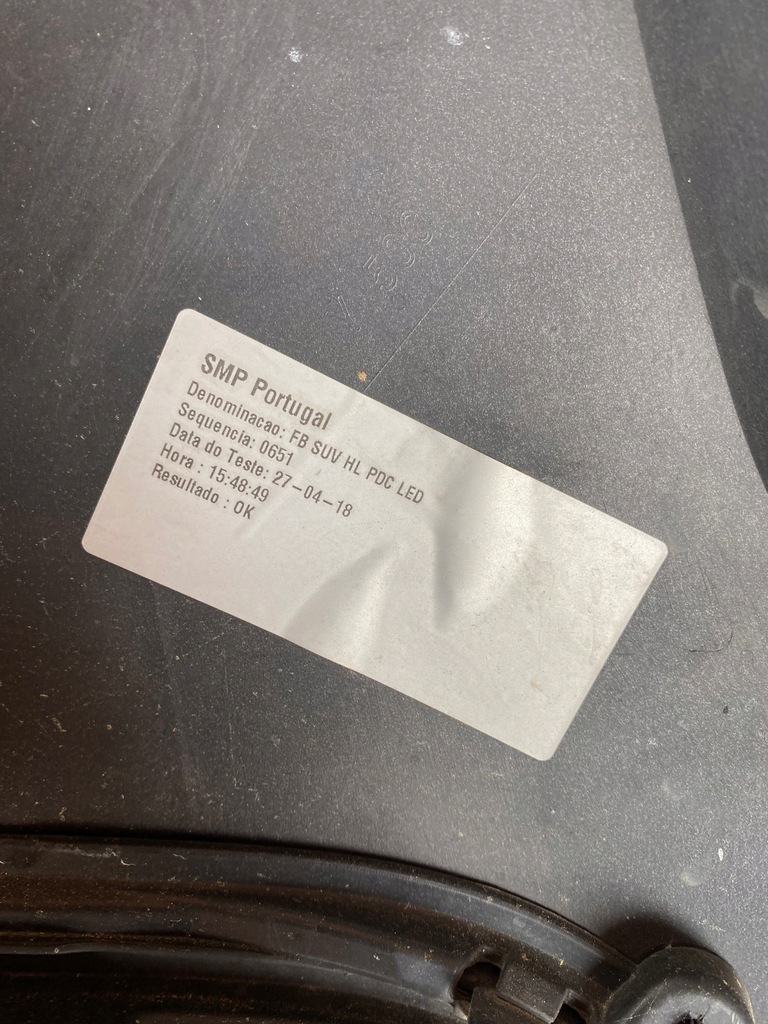 SMP Portugal
Denominacao: FB SUV HL PDC LED
Sequencia: 0651
Data do Teste: 27-04-18
Hora : 15:48:49
Resultado : OK